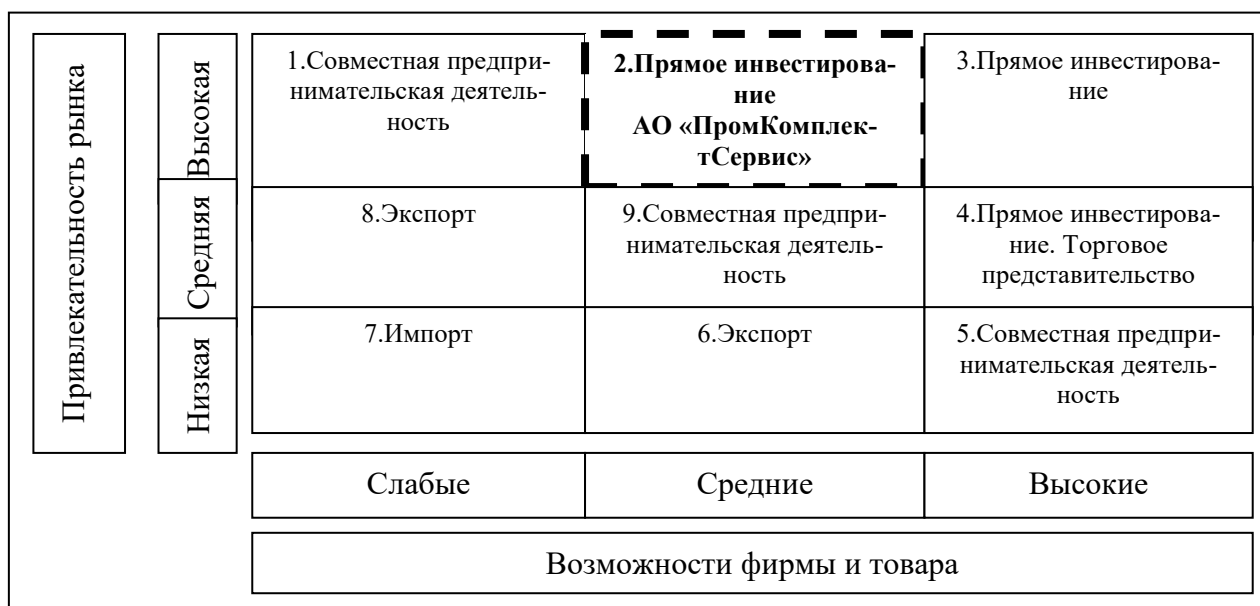 Привлекательность рынка
Высокая
1.Совместная предпри-
нимательская деятель-
ность
2.Прямое инвестирова-
ние
АО «ПромКомплек-
тСервис»
3.Прямое инвестирова-
ние
Средняя
8.Экспорт
9.Совместная предпри-
нимательская деятель-
ность
4.Прямое инвестирова-
ние. Торговое
представительство
Низкая
7.Импорт
6.Экспорт
5.Совместная предпри-
нимательская деятель-
ность
Слабые
Средние
Высокие
Возможности фирмы и товара